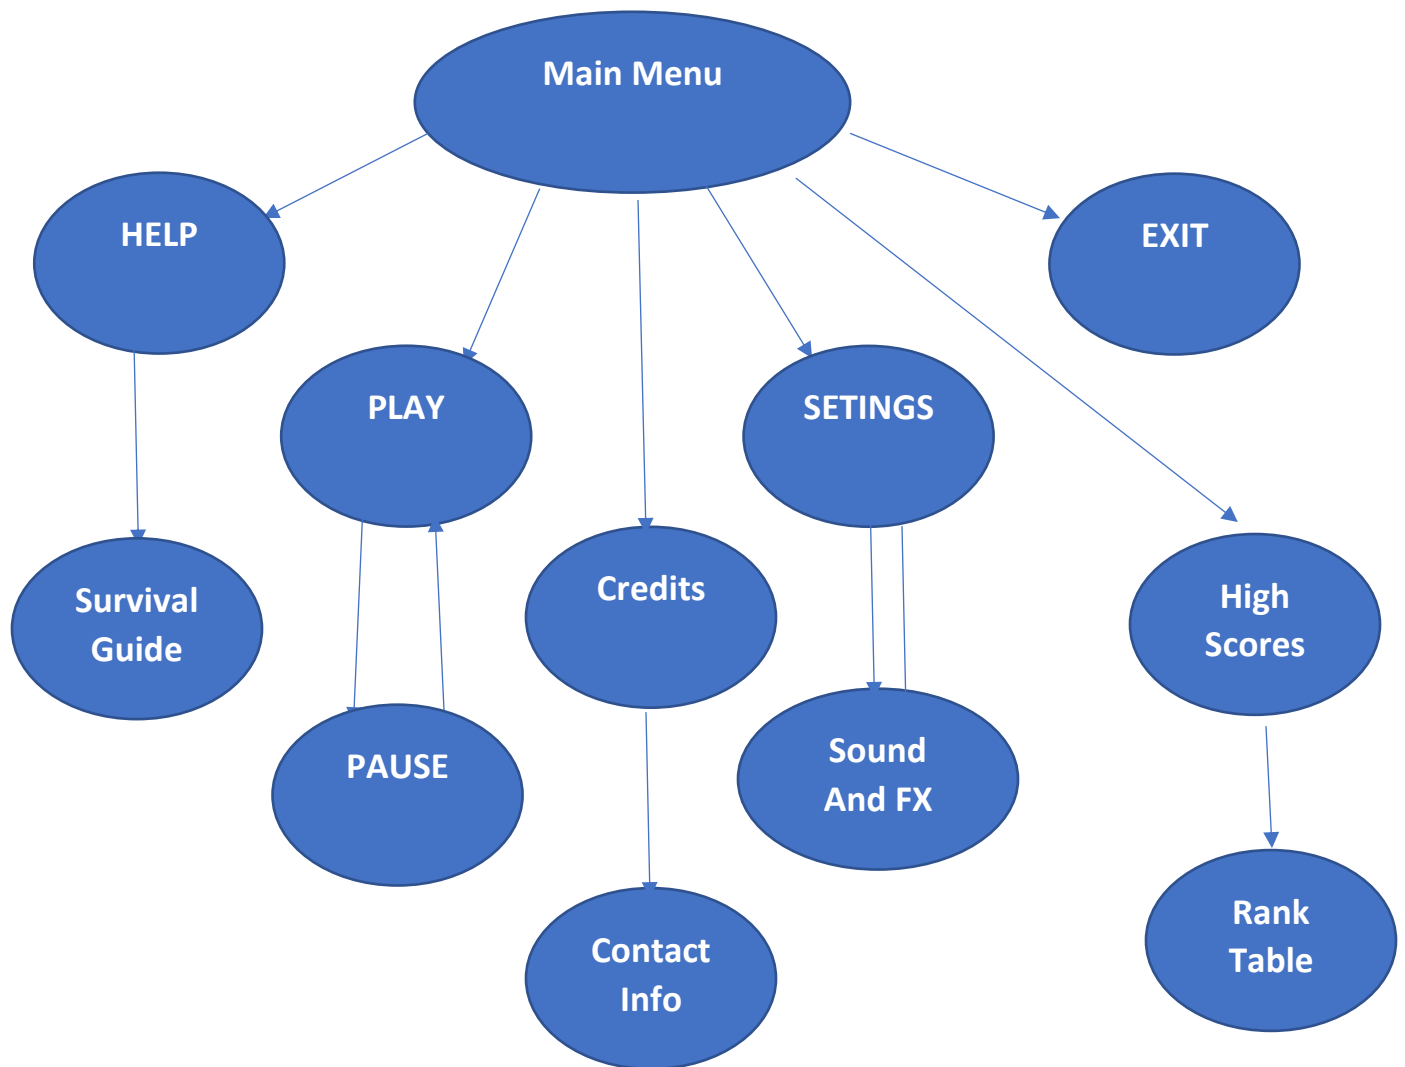 Main Menu
HELP
EXIT
PLAY
SETINGS
Survival
Guide
Credits
High
Scores
PAUSE
Sound
And FX
Contact
Info
Rank
Table